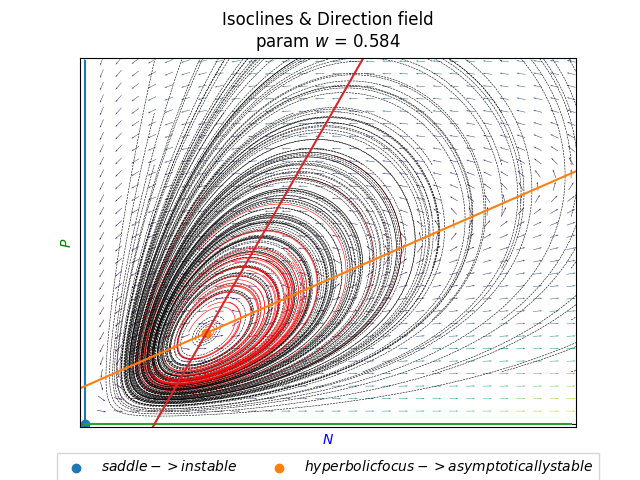 Isoclines & Direction field
param w = 0.584
P
N
saddle−>instable
hyperbolicfocus−>asymptoticallystable